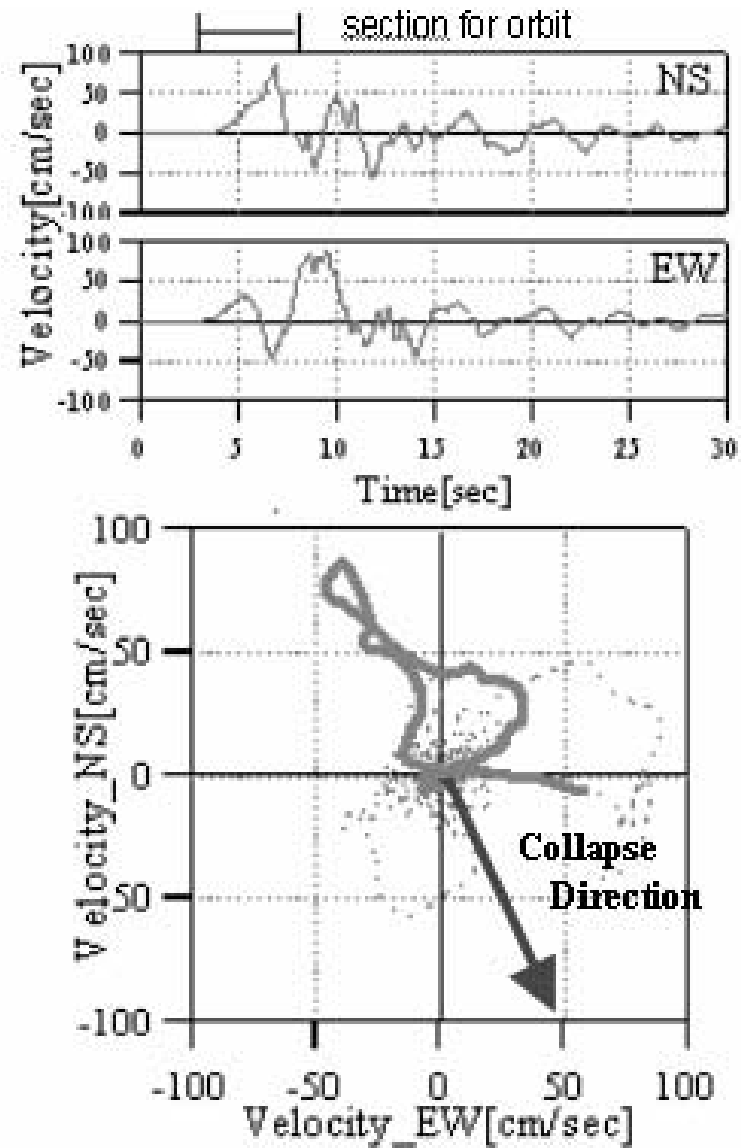 section for orbit
Velocity[cm/sec]
100
50
0
-50
-100
NS
100
50
0
-50
-100
EW
0 5 10 15 20 25 30
Time[sec]
Velocity_NS[cm/sec]
100
50
0
-50
-100
Collapse
Direction
-100 -50 0 50 100
Velocity_EW[cm/sec]